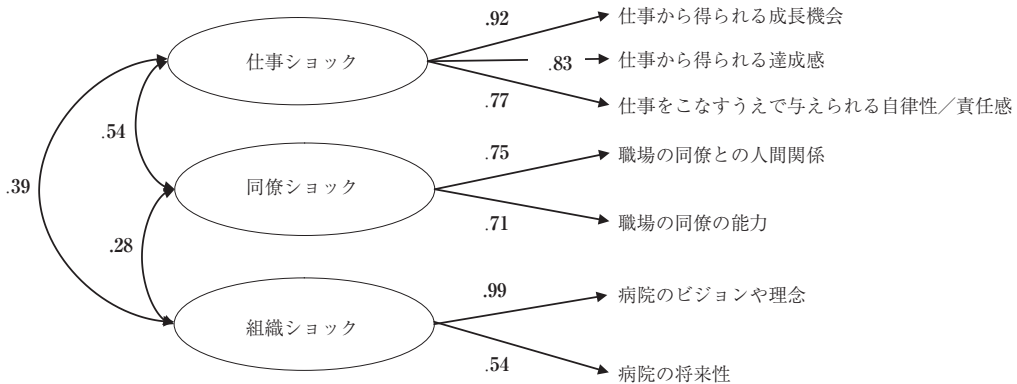 .92
仕事から得られる成長機会
仕事ショック
.83
仕事から得られる達成感
.77
仕事をこなすうえで与えられる自律性／責任感
.54
.75
職場の同僚との人間関係
.39
同僚ショック
.71
職場の同僚の能力
.28
.99
病院のビジョンや理念
組織ショック
.54
病院の将来性